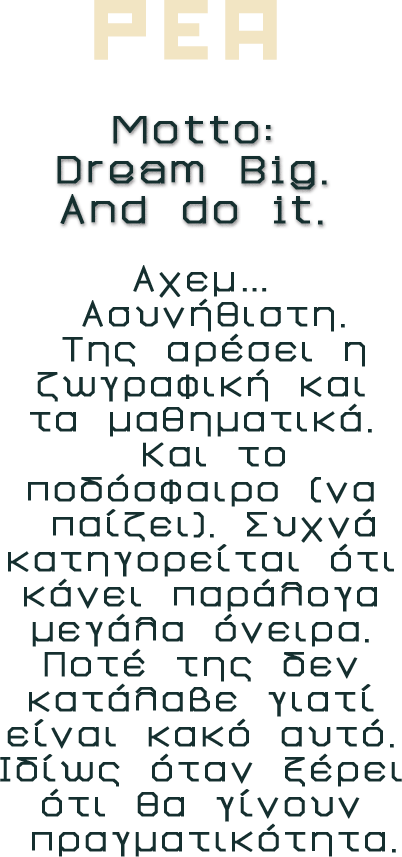 ΡΕΑ
Motto:
Dream Big.
And do it.
Αχεμ...
Ασυνήθιστη.
Της αρέσει η
ζωγραφική και
τα μαθηματικά.
Και το
ποδόσφαιρο (να
παίζει). Συχνά
κατηγορείται ότι
κάνει παράλογα
μεγάλα όνειρα.
Ποτέ της δεν
κατάλαβε γιατί
είναι κακό αυτό.
Ιδίως όταν ξέρει
ότι θα γίνουν
πραγματικότητα.